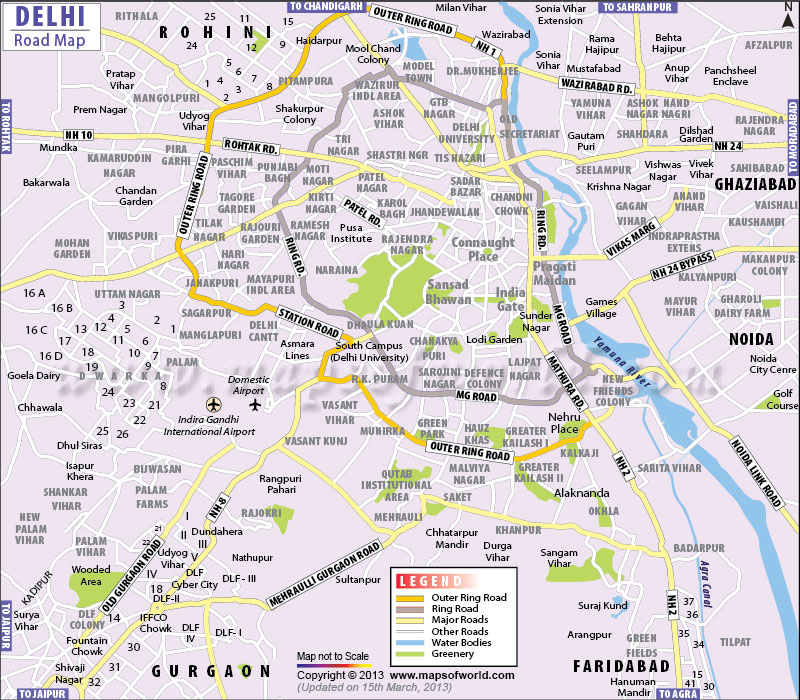 DELHI
Road Map
TO CHANDIGARH
TO SAHARANPUR
N
RITHALA
25
11
ROHINI
24
16
15
9
Haidarpur
OUTER RING ROAD
Milan Vihar
Sonia Vihar
Extension
Rama
Hajipur
Behta
Hajipur
AFZALPUR
Mool Chand
Colony
NH 1
Wazirabad
Sonia
Vihar
Mustafabad
Anup
Vihar
Panchsheel
Enclave
Pratap
Vihar
MANGOLPURI
1
4
5
6
7
8
12
2
3
PITAMPURA
MODEL
TOWN
DR.MUKHERJEE
WAZIRABAD RD.
TO ROHTAK
Prem Nagar
Udyog
Vihar
Shakurpur
Colony
WAZIRUR
INDL AREA
ASHOK
VIHAR
GTB
NAGAR
DELHI
UNIVERSITY
OLD
SECRETARIAT
YAMUNA
VIHAR
ASHOK
NAGAR
NAND
NAGRI
RAJENDRA
NAGAR
TO MORADABAD
NH 10
Mundka
ROHTAK RD.
TRI
NAGAR
Gautam
Puri
SHAHDARA
Dilshad
Garden
NH 24
KAMARUDDIN
NAGAR
PIRA
GARHI
PASCHIM
VIHAR
PUNJABI
BAGH
SHASTRI NGR
TIS HAZARI
SEELAMPUR
Vishwas
Nagar
Vivek
Vihar
SAHIBABAD
Bakarwala
Chandan
Garden
OUTER RING ROAD
TAGORE
GARDEN
MOTI
NAGAR
PATEL
NAGAR
SADAR
BAZAR
Krishna Nagar
GHAZIABAD
ANAND
VIHAR
VAISHALI
KIRTI
NAGAR
KAROL
BAGH
JHANDEWALAN
CHANDNI
CHOWK
GAGAN
VIHAR
KAUSHAMBI
MOHAN
GARDEN
VIKASPURI
TILAK
NAGAR
RAJOURI
GARDEN
RAMESH
NAGAR
PATEL RD.
Pusa
Institute
RAJENDRA
NAGAR
RING RD.
VIKAS MARG
INDRAPRASTHA
EXTENS
Connaught
Place
HARI
NAGAR
RING RD.
NARAINA
Pragati
Maidan
NH 24 BYPASS
MAKANPUR
COLONY
KALYANPURI
JANAKPURI
MAYAPURI
INDL AREA
Sansad
Bhawan
India
Gate
Games
Village
MAYUR
VIHAR
GHAROLI
DAIRY FARM
16 A
16 B
UTTAM NAGAR
SAGARPUR
STATION ROAD
DHAULA KUAN
Sunder
Nagar
MG ROAD
16 C
3
13
12
4
2
14
5
11
1
MANGLAPURI
DELHI
CANTT
Lodi Garden
NOIDA
17
6
18
10
16 D
19
9
7
PALAM
Asmara
Lines
South Campus
(Delhi University)
CHANAKYA
PURI
LAJPAT
NAGAR
Yamuna River
Noida
City Cenre
Goela Dairy
DWARKA
20
23
22
24
21
8
Domestic
Airport
R.K. PURAM
SAROJINI
NAGAR
DEFENCE
COLONY
MATHURA RD.
NEW
FRIENDS
COLONY
Golf
Course
Chhawala
Indira Gandhi
International Airport
VASANT
VIHAR
MG ROAD
Nehru
Place
25
26
MUNIRKA
GREEN
PARK
HAUZ
KHAS
GREATER
KAILASH I
Dhul Siras
VASANT KUNJ
OUTER RING ROAD
KALKAJI
NH2
NOIDA LINK ROAD
Isapur
Khera
BIJWASAN
Rangpuri
Pahari
QUTAB
INSTITUTIONAL
AREA
MALVIYA
NAGAR
GREATER
KAILASH II
SARITA VIHAR
SHANKAR
VIHAR
PALAM
FARMS
NH-8
SAKET
Alaknanda
NEW
PALAM
VIHAR
RAJOKRI
MEHRAULI
OKHLA
21
I
II
III
Dundahera
KHANPUR
PALAM
VIHAR
22
Udyog
Vihar
V
IV
Nathupur
MEHRAULLI GURGAON ROAD
Chhatarpur
Mandir
Durga
Vihar
BADARPUR
Sangam
Vihar
KADIPUR
Wooded
Area
OLD GURGAON ROAD
DLF
Cyber City
DLF - III
Sultanpur
Agra Canal
LEGEND
Outer Ring Road
Ring Road
Major Roads
Other Roads
Water Bodies
Greenery
DLF-II
Suraj Kund
NH2
37
36
TO JAIPUR
Surya
Vihar
DLF
COLONY
14
IFFCO
Chowk
DLF
IV
DLF- I
Arangpur
35
34
Fountain
Chowk
31
30
GREEN
FIELDS
TILPAT
Map not to Scale
Shivaji
Nagar
32
GURGAON
Copyright © 2013 www.mapsofworld.com
(Updated on 15th March, 2013)
FARIDABAD
Hanuman
Mandir
15
14
41
30
TO JAIPUR
TO AGRA